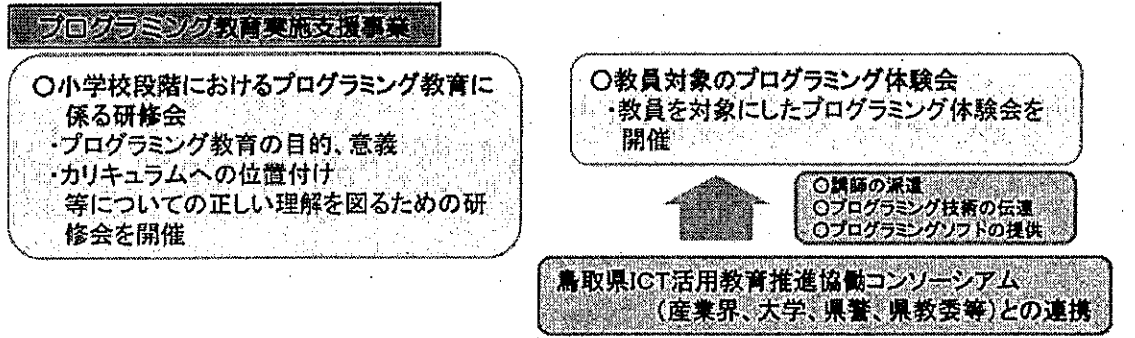 プログラミング教育実施支援事業
○小学校段階におけるプログラミング教育に
係る研修会
・プログラミング教育の目的、意義
・カリキュラムへの位置付け
等についての正しい理解を図るための研
修会を開催
○教員対象のプログラミング体験会
・教員を対象にしたプログラミング体験会を
開催
○講師の派遣
○プログラミング技術の伝達
○プログラミングソフトの提供
鳥取県ICT活用教育推進協働コンソーシアム
(産業界、大学、県警、県教委等)との連携